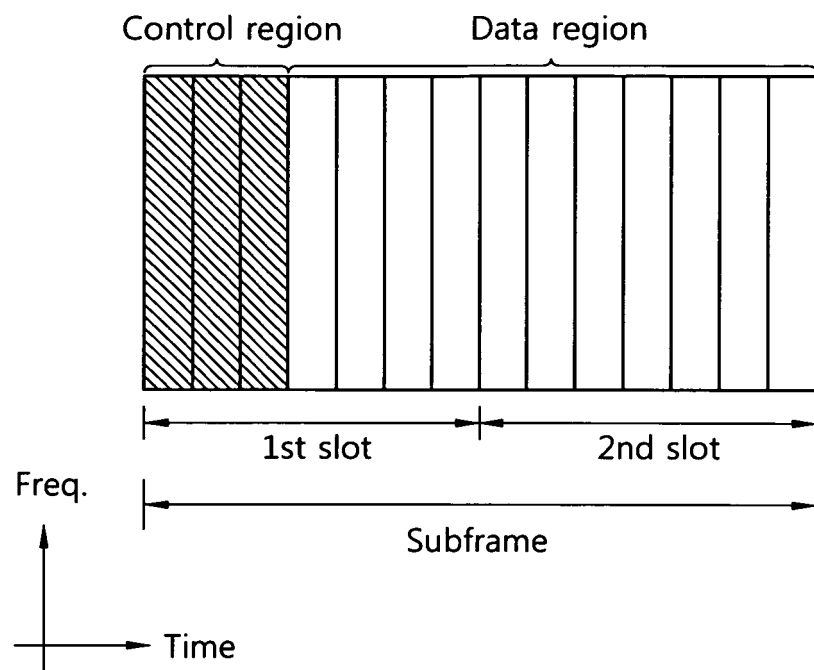 Control region Data region
1st slot 2nd slot
Freq.
Subframe
Time